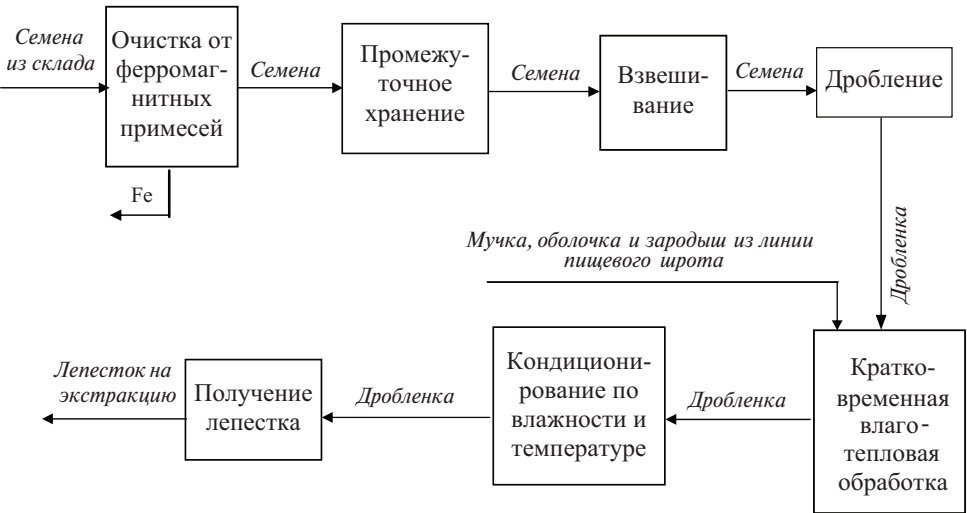 Семена
из склада
Очистка от
ферромаг-
нитных
примесей
Fe
Семена
Промежу-
точное
хранение
Семена
Взвеши-
вание
Семена
Дробление
Дробленка
Мучка, оболочка и зародыш из линии
пищевого шрота
Кратко-
временная
влаго-
тепловая
обработка
Дробленка
Кондициони-
рование по
влажности и
температуре
Дробленка
Получение
лепестка
Лепесток на
экстракцию